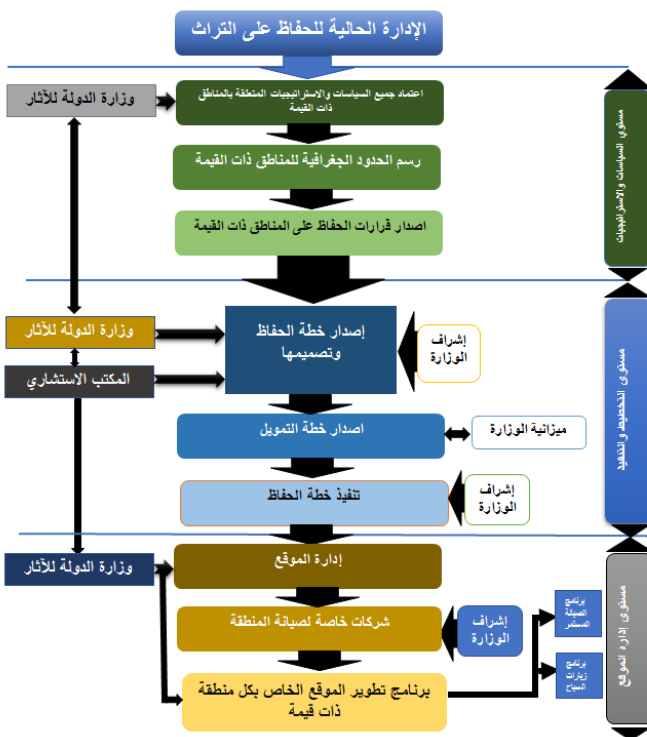 الإدارة الحالية للحفاظ على التراث
وزارة الدولة للآثار
اعتماد جميع السياسات والاستراتيجيات المتعلقة بالمناطق
ذات القيمة
رسم الحدود الجغرافية للمناطق ذات القيمة
اصدار قرارات الحفاظ على المناطق ذات القيمة
مستوي السياسات والاستراتيجيات
وزارة الدولة للآثار
المكتب الاستشاري
إصدار خطة الحفاظ
وتصميمها
إشراف
الوزارة
اصدار خطة التمويل
ميزانية الوزارة
تنفيذ خطة الحفاظ
إشراف
الوزارة
مستوى التخطيط والتنفيذ
وزارة الدولة للآثار
إدارة الموقع
شركات خاصة لصيانة المنطقة
إشراف
الوزارة
برنامج تطوير الموقع الخاص بكل منطقة
ذات قيمة
برنامج
الصيانة
المستمر
برنامج
زيارات
السياح
مستوى إدارة الموقع